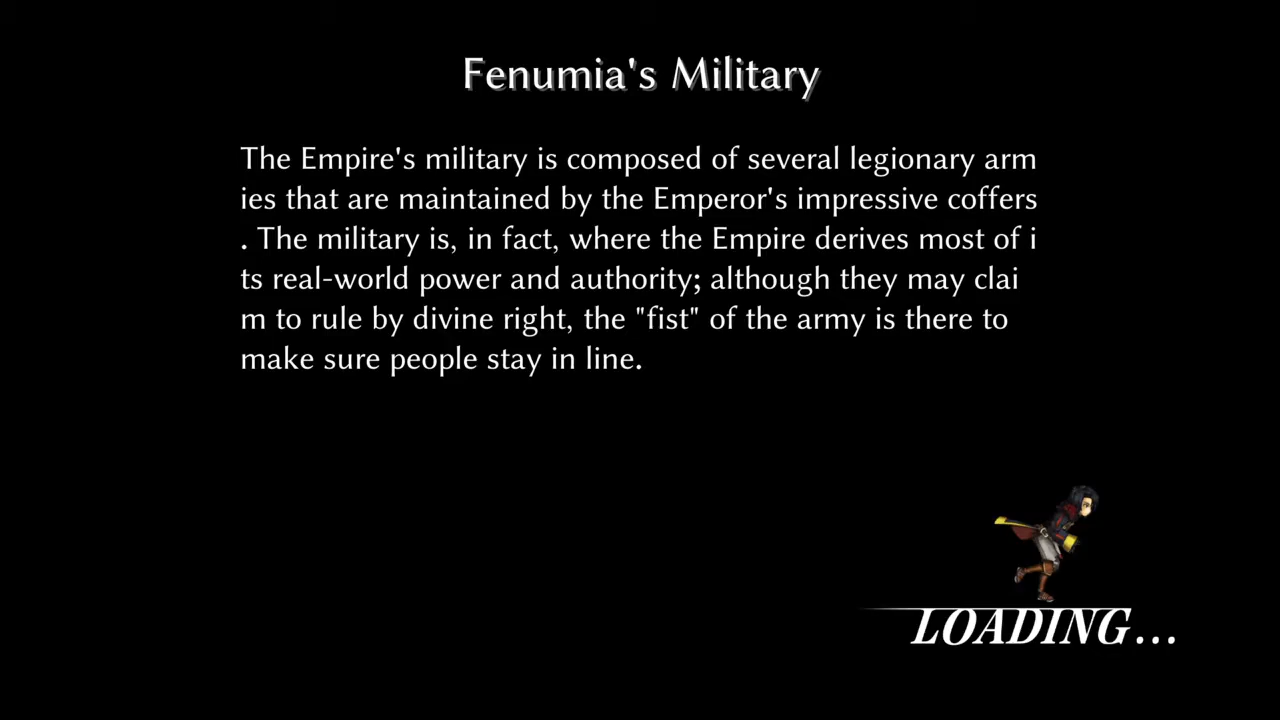 Fenumia's Military
The Empire's military is composed of several legionary arm
ies that are maintained by the Emperor's impressive coffers
. The military is, in fact, where the Empire derives most of i
ts real-world power and authority; although they may clai
m to rule by divine right, the "fist" of the army is there to
make sure people stay in line.
LOADING...